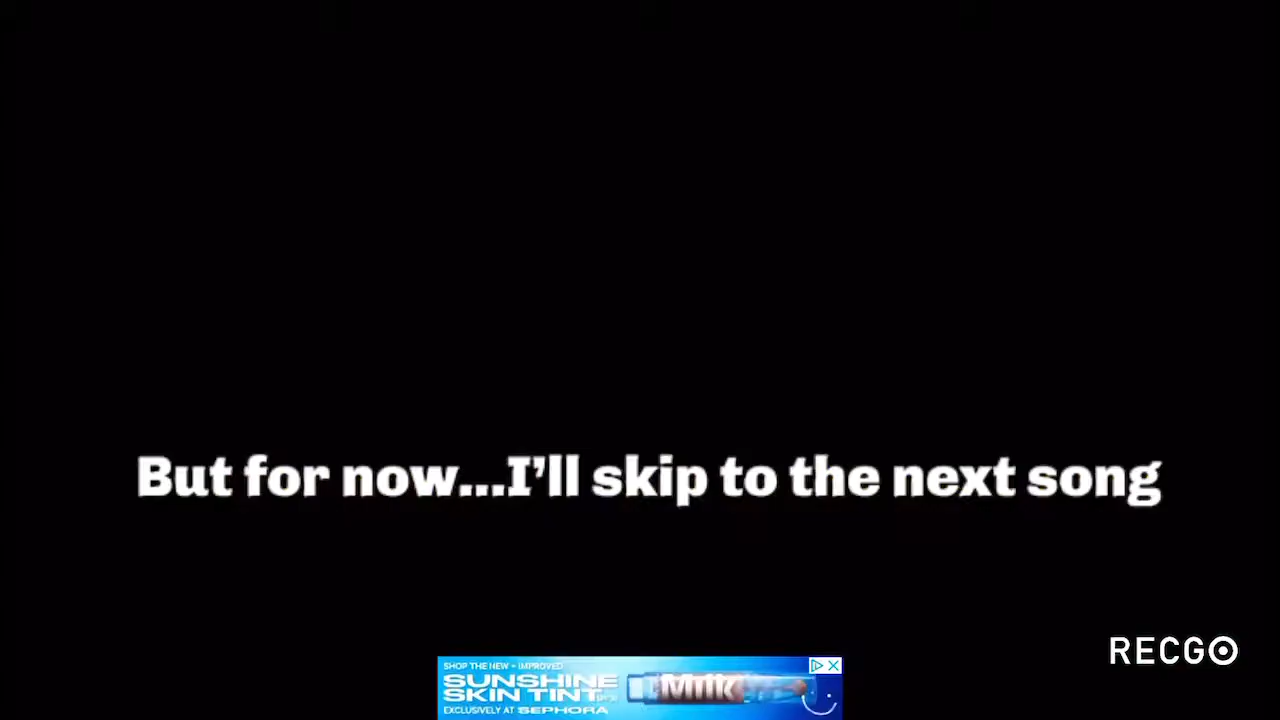 But for now...I’ll skip to the next song
RECGO
SHOP THE NEW + IMPROVED
SUNSHINE
SKIN TINT
EXCLUSIVELY AT SEPHORA
Milk